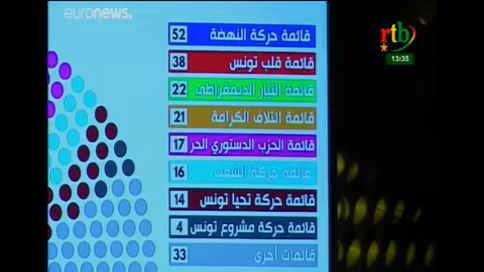 euronews.
rtb
13:35
قائمة حركة النهضة 52
قائمة قلب تونس 38
قائمة التيار الديمقراطي 22
قائمة ائتلاف الكرامة 21
قائمة الحزب الدستوري الحر 17
قائمة حركة الشعب 16
قائمة حركة تحيا تونس 14
قائمة حركة مشروع تونس 4
قائمات أخرى 33